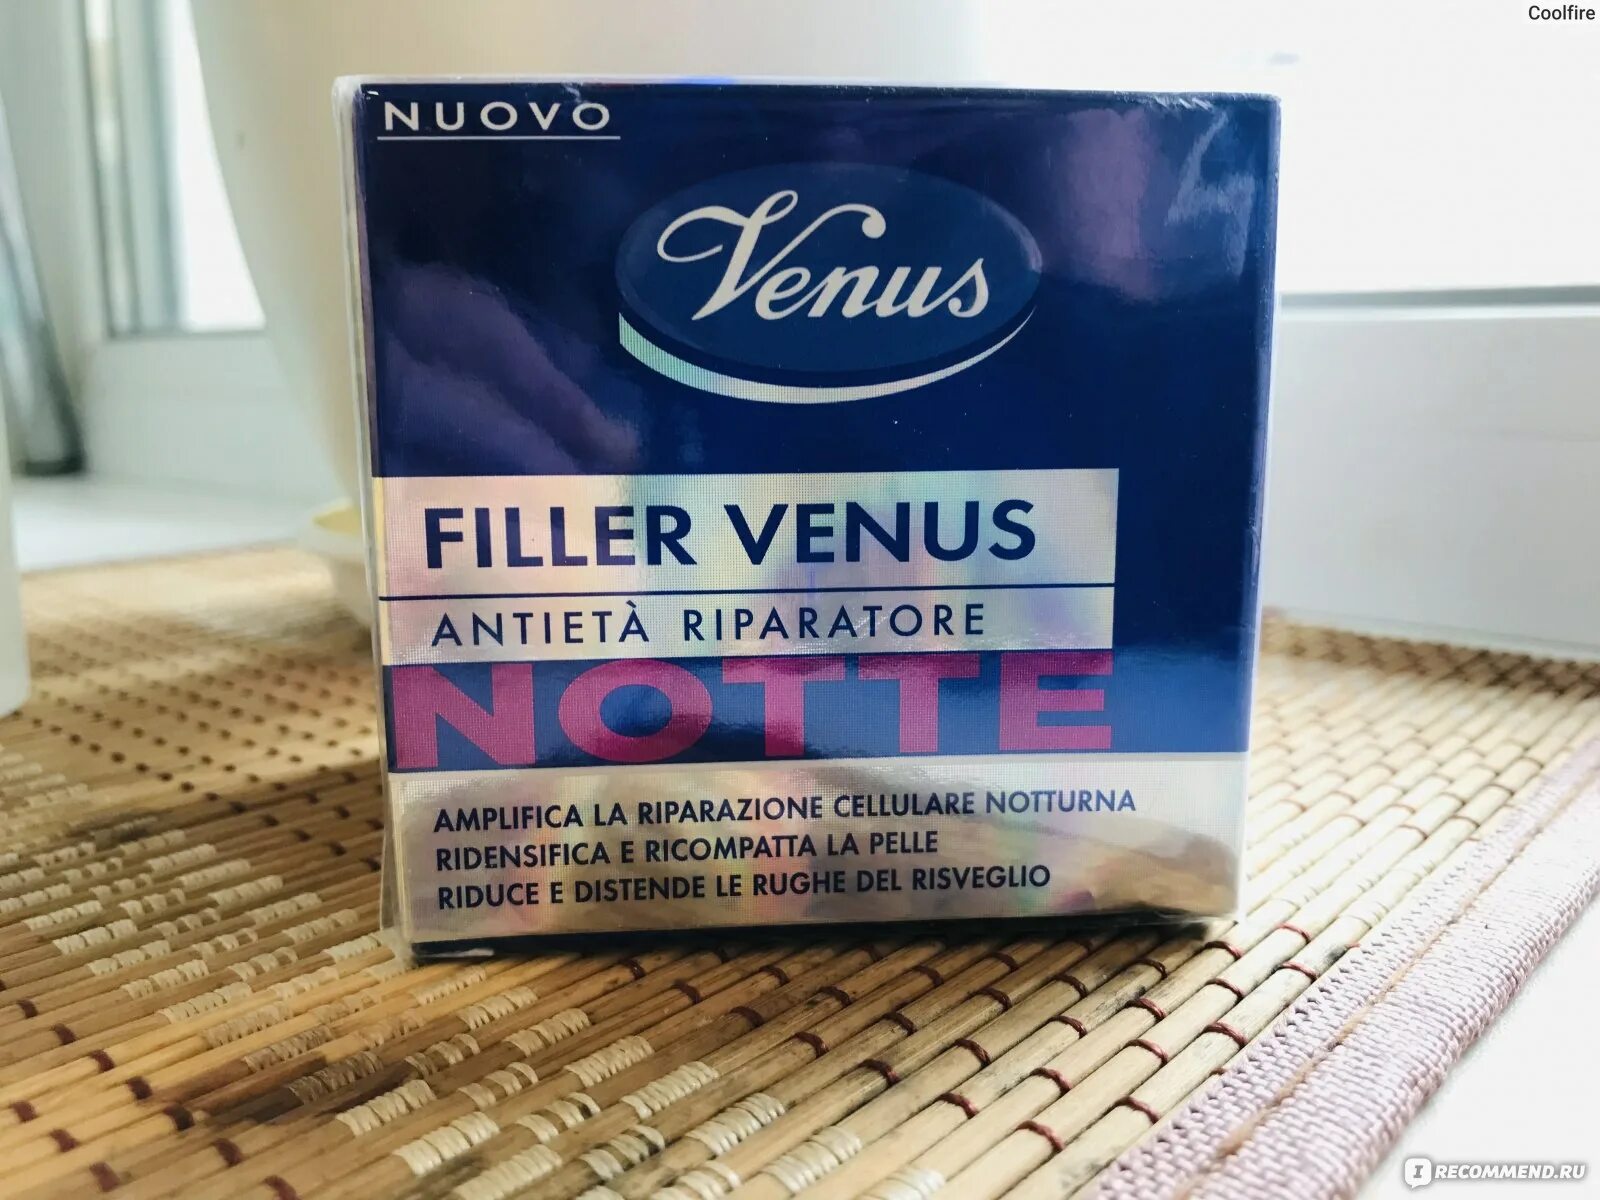 Coolfire
NUOVO
Venus
FILLER VENUS
ANTIETÀ RIPARATORE
NOTTE
AMPLIFICA LA RIPARAZIONE CELLULARE NOTTURNA
RIDENSIFICA E RICOMPATTA LA PELLE
RIDUCE E DISTENDE LE RUGHE DEL RISVEGLIO
IRECOMMEND.RU